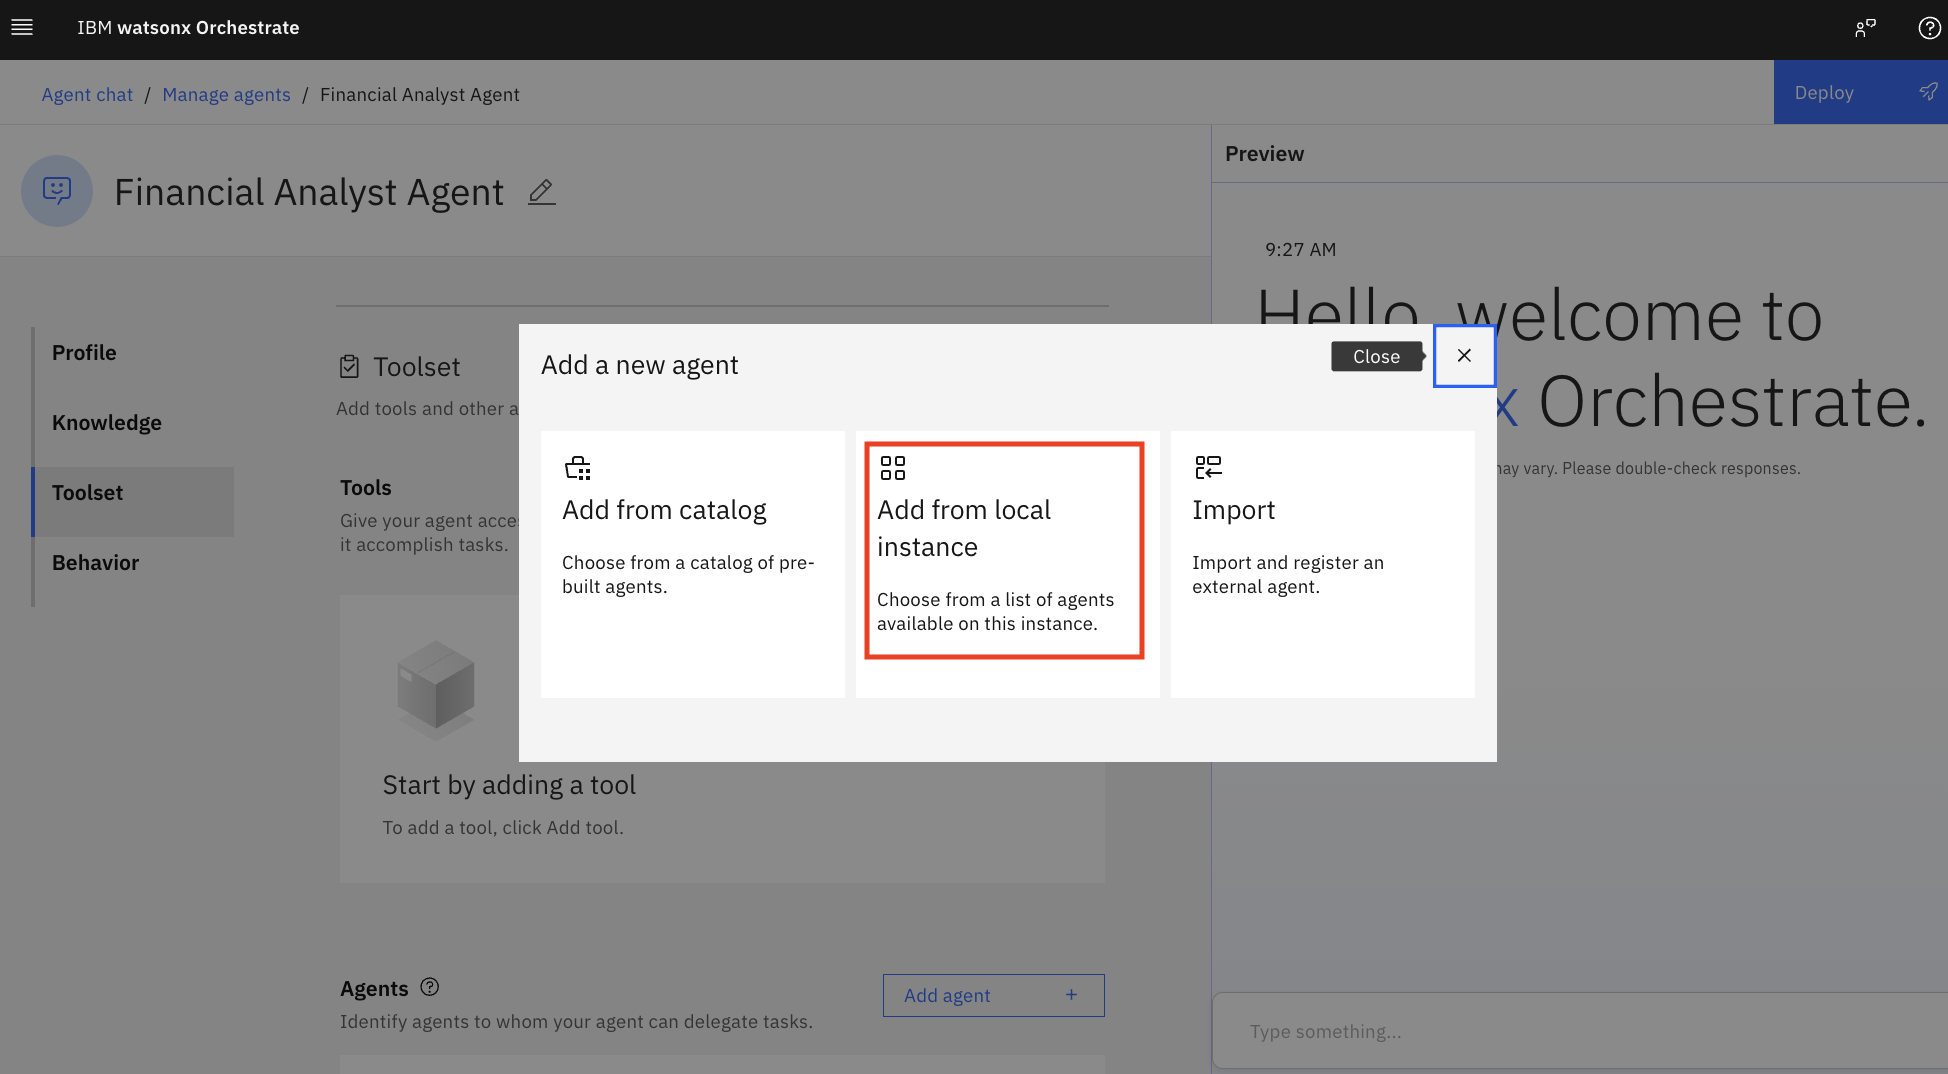 IBM watsonx Orchestrate
Agent chat / Manage agents / Financial Analyst Agent
Deploy
Financial Analyst Agent
Profile
Knowledge
Toolset
Behavior
Toolset
Add tools and other a
Tools
Give your agent acce
it accomplish tasks.
Start by adding a tool
To add a tool, click Add tool.
Agents
Identify agents to whom your agent can delegate tasks.
Add agent +
Add a new agent
Close
Add from catalog
Choose from a catalog of pre-
built agents.
Add from local
instance
Choose from a list of agents
available on this instance.
Import
Import and register an
external agent.
Preview
9:27 AM
Hello, welcome to
x Orchestrate.
may vary. Please double-check responses.
Type something...